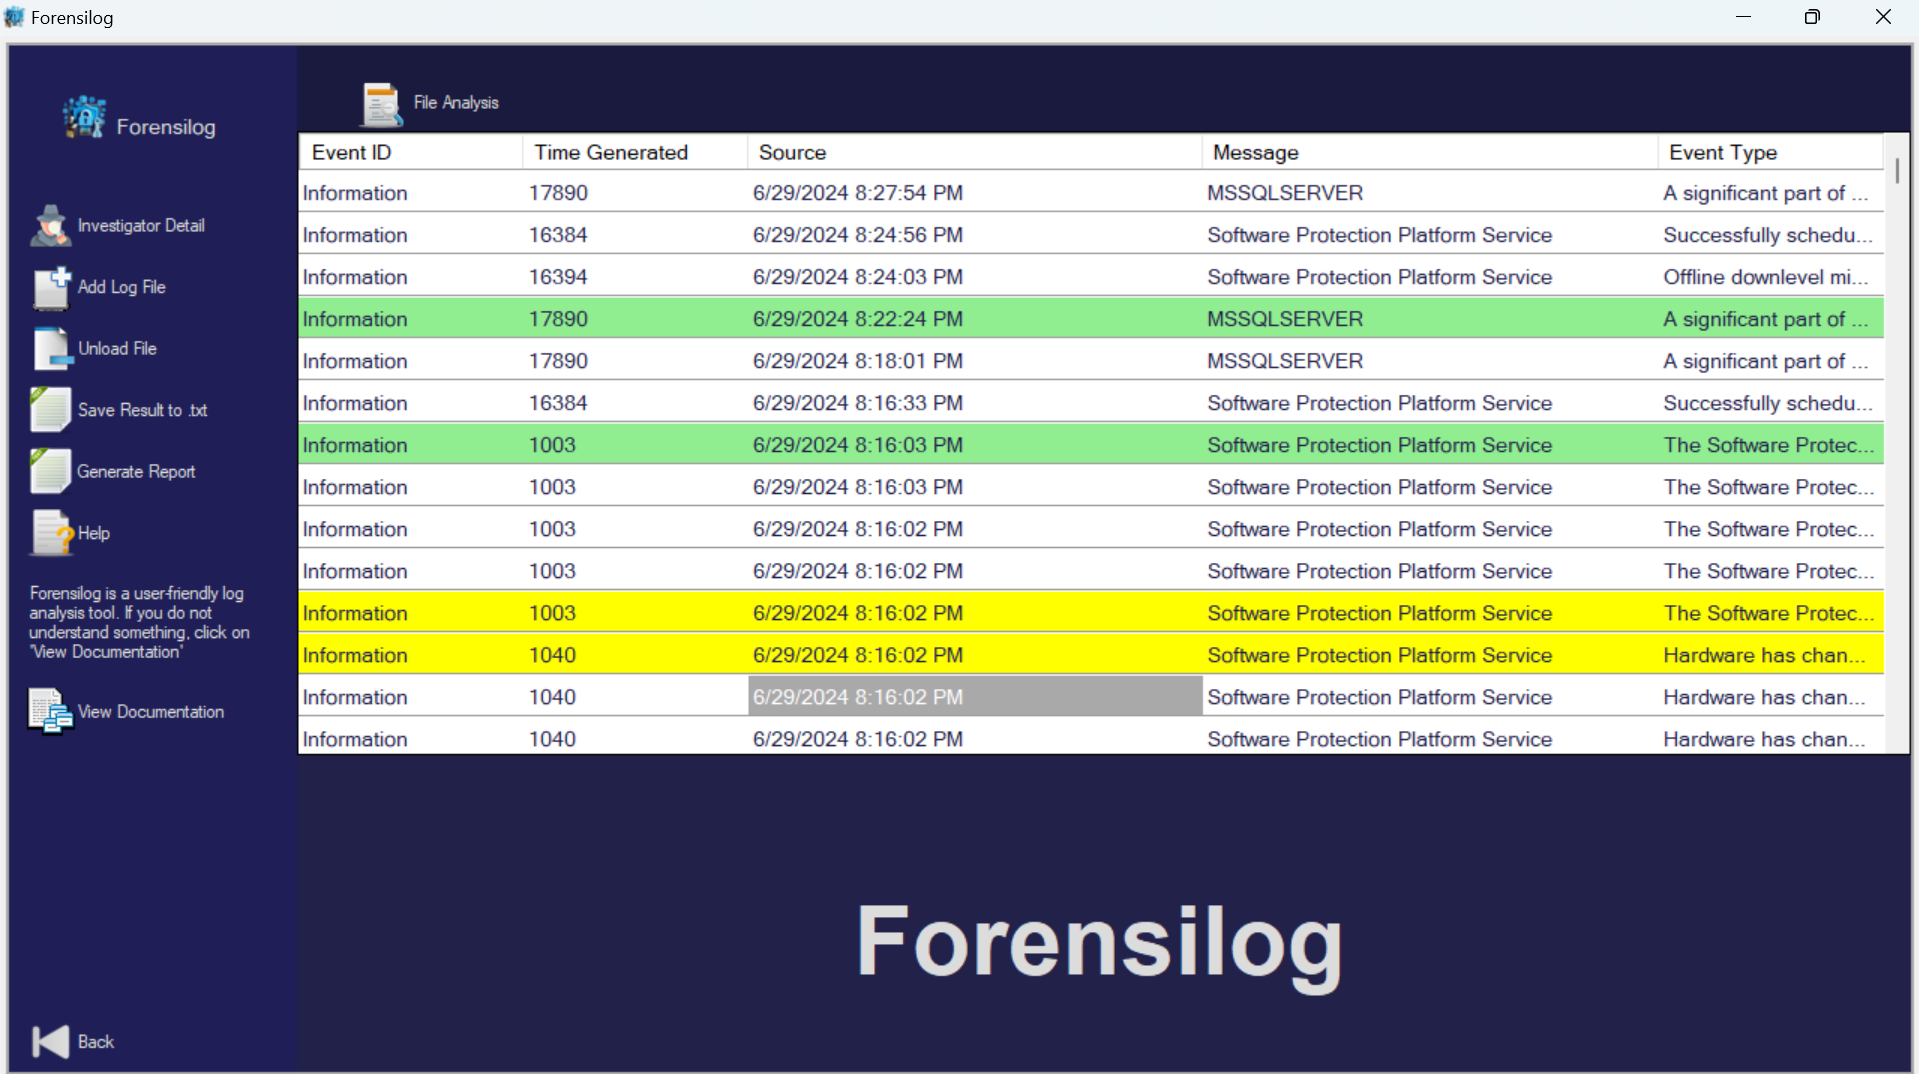 Forensilog
Forensilog
File Analysis
Investigator Detail
Add Log File
Unload File
Save Result to .txt
Generate Report
Help
Forensilog is a user-friendly log
analysis tool. If you do not
understand something, click on
'View Documentation'
View Documentation
Back
Event ID Time Generated Source Message Event Type
Information 17890 6/29/2024 8:27:54 PM MSSQLSERVER A significant part of ...
Information 16384 6/29/2024 8:24:56 PM Software Protection Platform Service Successfully schedu...
Information 16394 6/29/2024 8:24:03 PM Software Protection Platform Service Offline downlevel mi...
Information 17890 6/29/2024 8:22:24 PM MSSQLSERVER A significant part of ...
Information 17890 6/29/2024 8:18:01 PM MSSQLSERVER A significant part of ...
Information 16384 6/29/2024 8:16:33 PM Software Protection Platform Service Successfully schedu...
Information 1003 6/29/2024 8:16:03 PM Software Protection Platform Service The Software Protec...
Information 1003 6/29/2024 8:16:03 PM Software Protection Platform Service The Software Protec...
Information 1003 6/29/2024 8:16:02 PM Software Protection Platform Service The Software Protec...
Information 1003 6/29/2024 8:16:02 PM Software Protection Platform Service The Software Protec...
Information 1003 6/29/2024 8:16:02 PM Software Protection Platform Service The Software Protec...
Information 1040 6/29/2024 8:16:02 PM Software Protection Platform Service Hardware has chan...
Information 1040 6/29/2024 8:16:02 PM Software Protection Platform Service Hardware has chan...
Information 1040 6/29/2024 8:16:02 PM Software Protection Platform Service Hardware has chan...
Forensilog